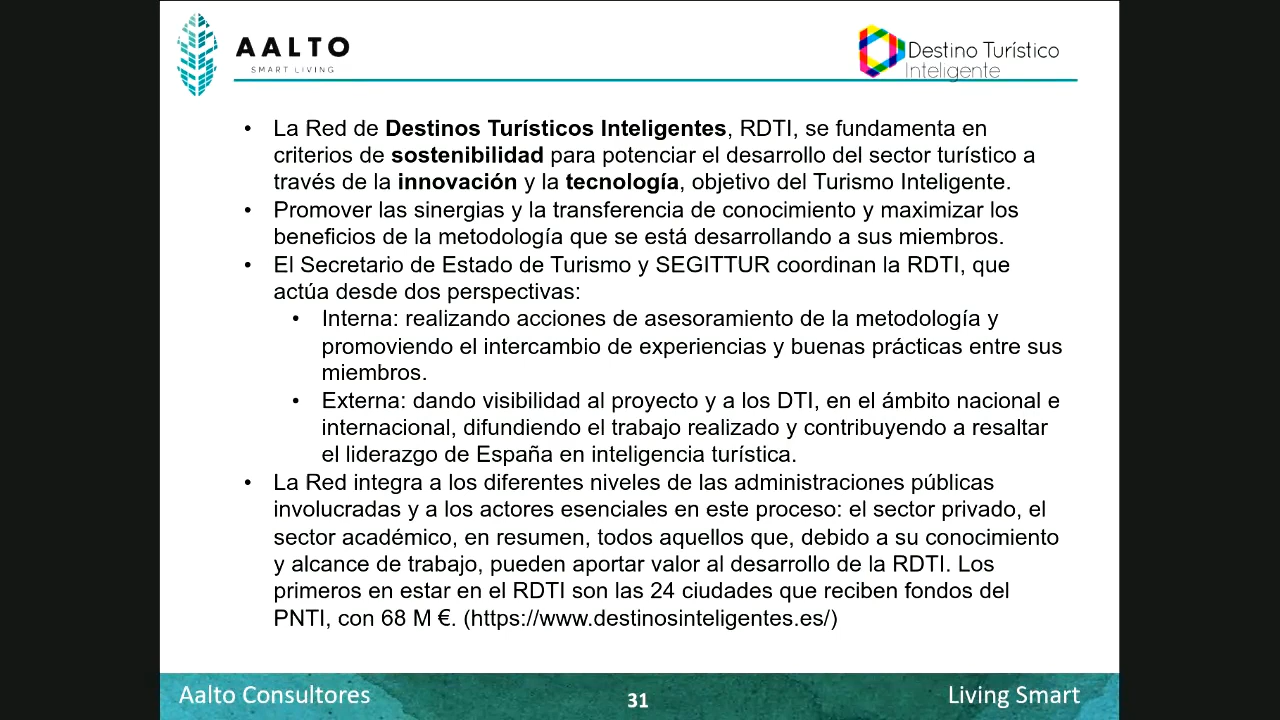 AALTO
SMART LIVING
Destino Turístico
Inteligente
• La Red de Destinos Turísticos Inteligentes, RDTI, se fundamenta en
criterios de sostenibilidad para potenciar el desarrollo del sector turístico a
través de la innovación y la tecnología, objetivo del Turismo Inteligente.
• Promover las sinergias y la transferencia de conocimiento y maximizar los
beneficios de la metodología que se está desarrollando a sus miembros.
• El Secretario de Estado de Turismo y SEGITTUR coordinan la RDTI, que
actúa desde dos perspectivas:
• Interna: realizando acciones de asesoramiento de la metodología y
promoviendo el intercambio de experiencias y buenas prácticas entre sus
miembros.
• Externa: dando visibilidad al proyecto y a los DTI, en el ámbito nacional e
internacional, difundiendo el trabajo realizado y contribuyendo a resaltar
el liderazgo de España en inteligencia turística.
• La Red integra a los diferentes niveles de las administraciones públicas
involucradas y a los actores esenciales en este proceso: el sector privado, el
sector académico, en resumen, todos aquellos que, debido a su conocimiento
y alcance de trabajo, pueden aportar valor al desarrollo de la RDTI. Los
primeros en estar en el RDTI son las 24 ciudades que reciben fondos del
PNTI, con 68 M €. (https://www.destinosinteligentes.es/)
Aalto Consultores
31
Living Smart